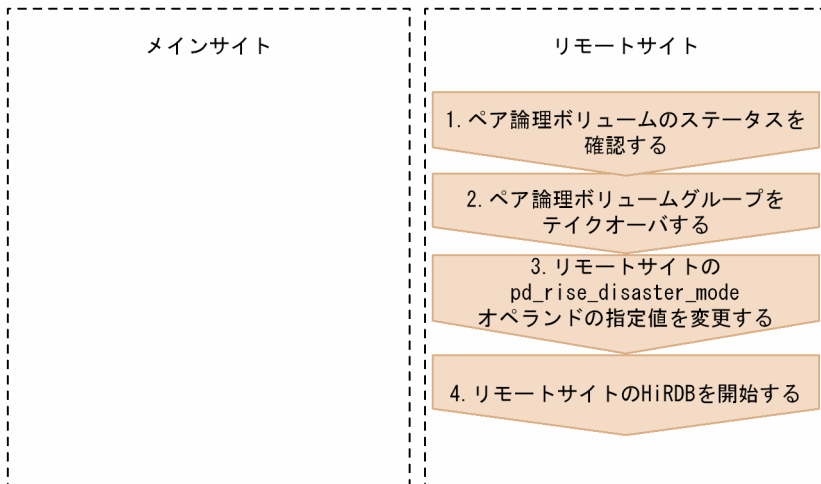 メインサイト
リモートサイト
1. ペア論理ボリュームのステータスを
確認する
2. ペア論理ボリュームグループを
テイクオーバする
3. リモートサイトの
pd_rise_disaster_mode
オペランドの指定値を変更する
4. リモートサイトのHiRDBを開始する